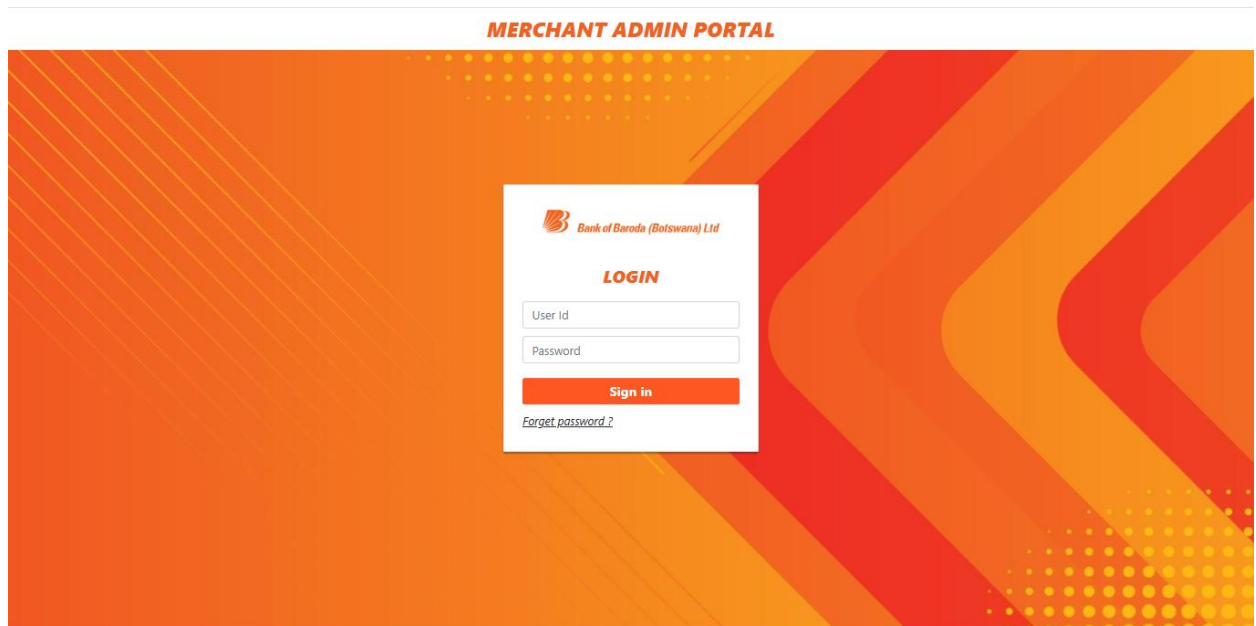 MERCHANT ADMIN PORTAL
Bank of Baroda (Botswana) Ltd
LOGIN
User Id
Password
Sign in
Forget password ?